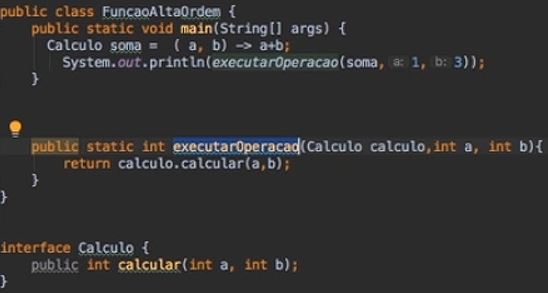 public class FuncaoAltaOrdem {
public static void main(String[] args) {
Calculo soma = ( a, b) -> a+b;
System.out.println(executarOperacao(soma, a: 1, b: 3));
}
public static int executarOperacao(Calculo calculo,int a, int b){
return calculo.calcular(a,b);
}
}
interface Calculo {
public int calcular(int a, int b);
}